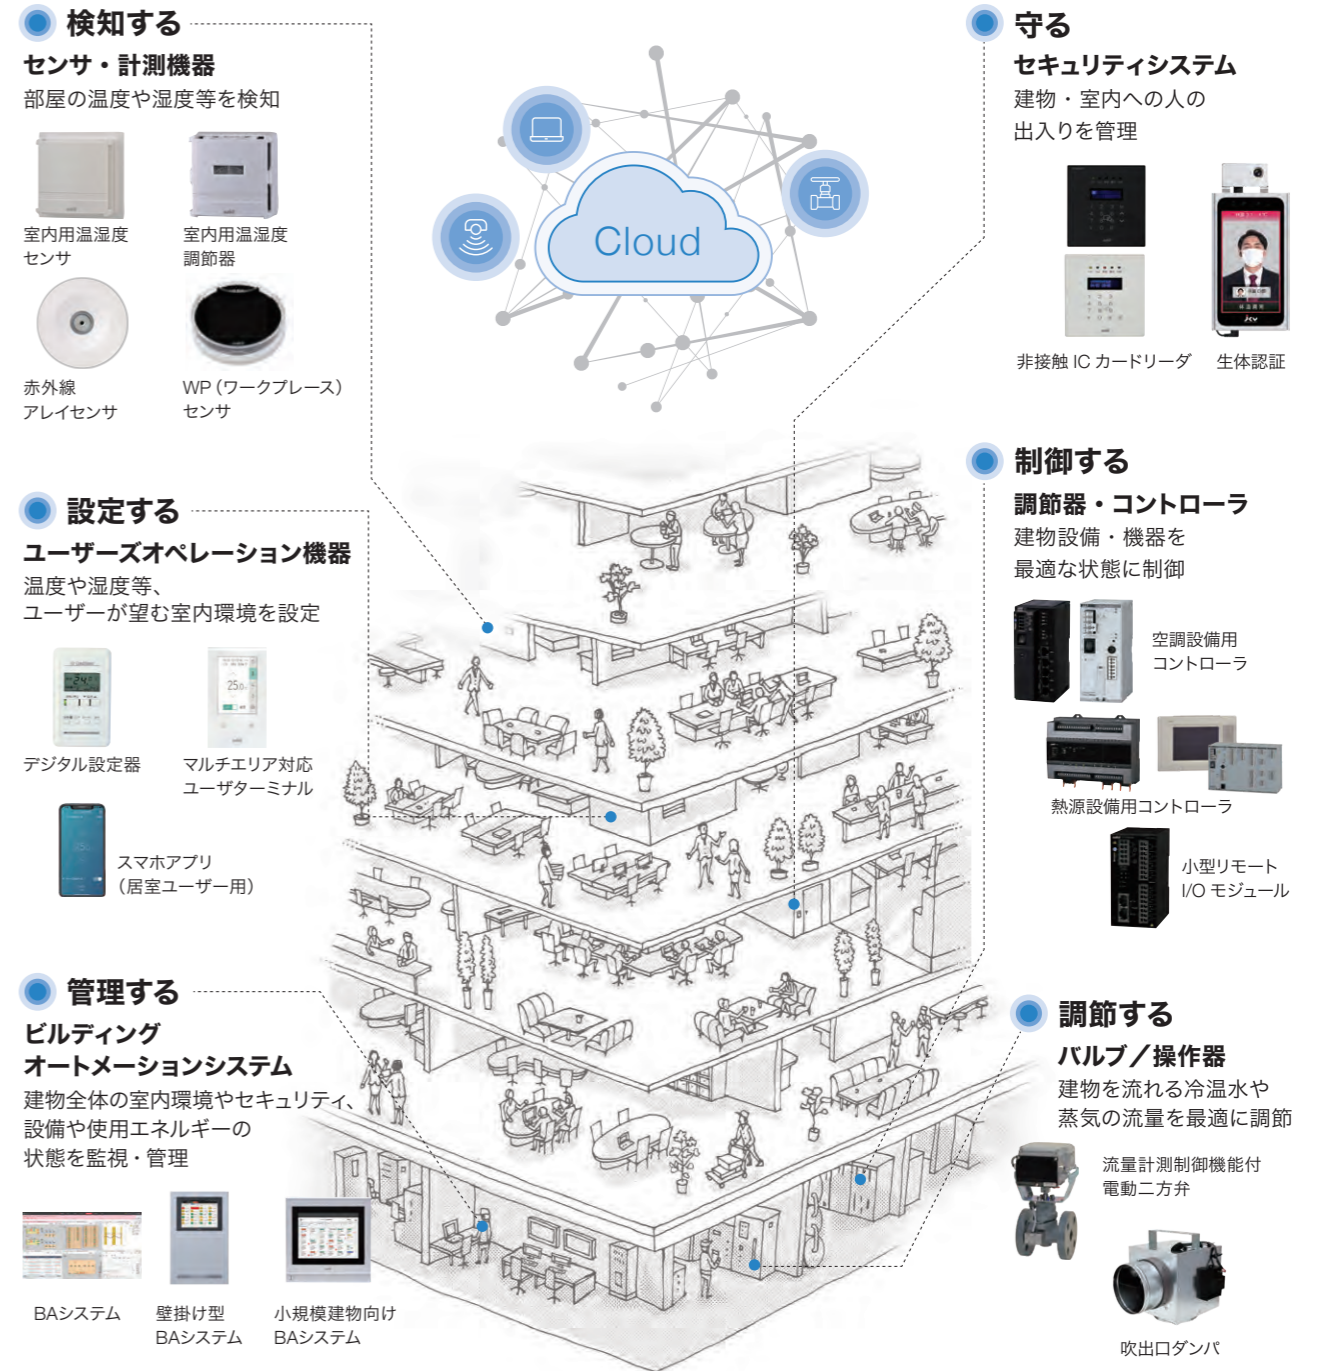 検知する
センサ・計測機器
部屋の温度や湿度等を検知
室内用温湿度
センサ
室内用温湿度
調節器
赤外線
アレイセンサ
WP（ワークプレース）
センサ
設定する
ユーザーズオペレーション機器
温度や湿度等、
ユーザーが望む室内環境を設定
デジタル設定器
マルチエリア対応
ユーザターミナル
スマホアプリ
（居室ユーザー用）
管理する
ビルディング
オートメーションシステム
建物全体の室内環境やセキュリティ、
設備や使用エネルギーの
状態を監視・管理
BAシステム
壁掛け型
BAシステム
小規模建物向け
BAシステム
Cloud
守る
セキュリティシステム
建物・室内への人の
出入りを管理
非接触 IC カードリーダ
生体認証
制御する
調節器・コントローラ
建物設備・機器を
最適な状態に制御
空調設備用
コントローラ
熱源設備用コントローラ
小型リモート
I/O モジュール
調節する
バルブ／操作器
建物を流れる冷温水や
蒸気の流量を最適に調節
流量計測制御機能付
電動二方弁
吹出口ダンパ